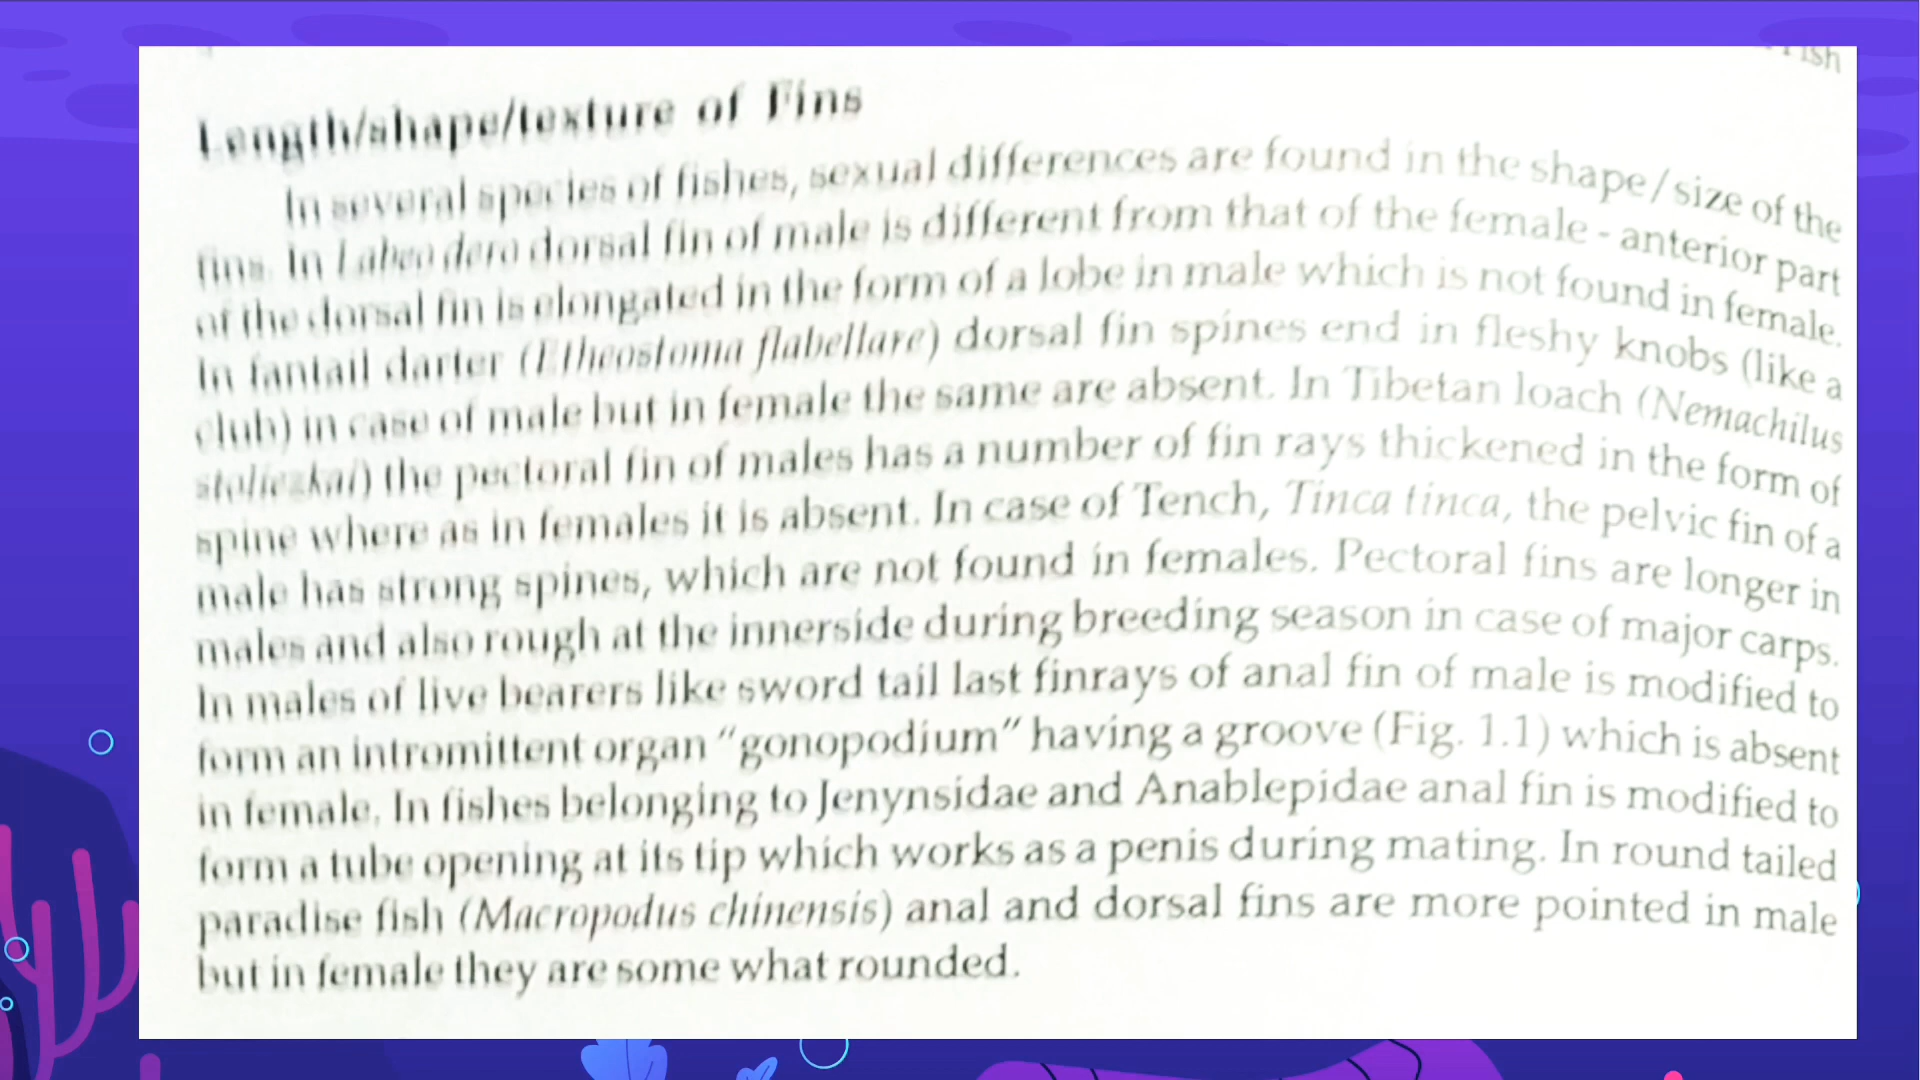 Fish
Length/shape/texture of Fins
In several species of fishes, sexual differences are found in the shape/size of the
fins. In Labeo dero dorsal fin of male is different from that of the female - anterior part
of the dorsal fin is elongated in the form of a lobe in male which is not found in female.
In fantail darter (Etheostoma flabellare) dorsal fin spines end in fleshy knobs (like a
club) in case of male but in female the same are absent. In Tibetan loach (Nemachilus
stoliezkai) the pectoral fin of males has a number of fin rays thickened in the form of
spine where as in females it is absent. In case of Tench, Tinca tinca, the pelvic fin of a
male has strong spines, which are not found in females. Pectoral fins are longer in
males and also rough at the innerside during breeding season in case of major carps.
In males of live bearers like sword tail last finrays of anal fin of male is modified to
form an intromittent organ “gonopodium” having a groove (Fig. 1.1) which is absent
in female. In fishes belonging to Jenynsidae and Anablepidae anal fin is modified to
form a tube opening at its tip which works as a penis during mating. In round tailed
paradise fish (Macropodus chinensis) anal and dorsal fins are more pointed in male
but in female they are some what rounded.